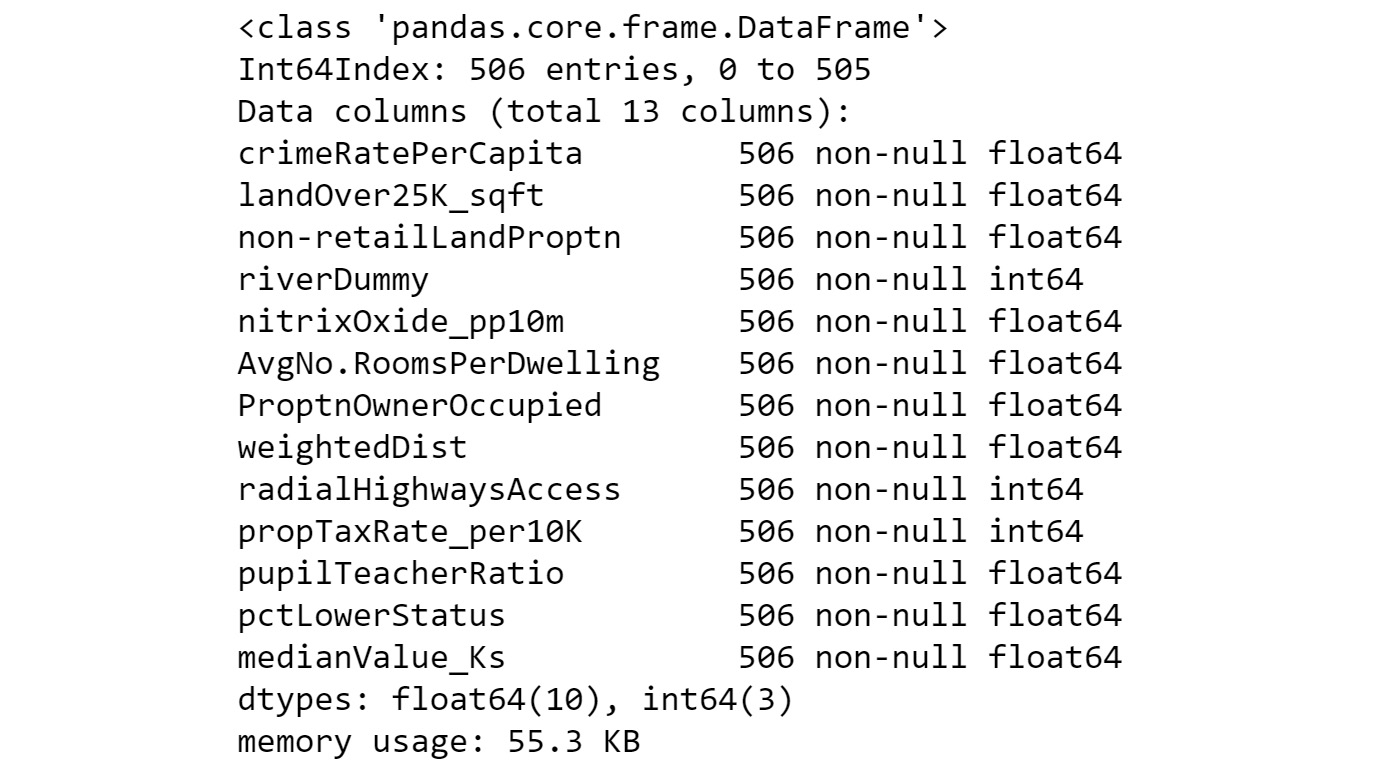 <class 'pandas.core.frame.DataFrame'>
Int64Index: 506 entries, 0 to 505
Data columns (total 13 columns):
crimeRatePerCapita        506 non-null float64
landOver25K_sqft          506 non-null float64
non-retailLandProptn      506 non-null float64
riverDummy                506 non-null int64
nitrixOxide_pp10m         506 non-null float64
AvgNo.RoomsPerDwelling    506 non-null float64
ProptnOwnerOccupied       506 non-null float64
weightedDist              506 non-null float64
radialHighwaysAccess      506 non-null int64
propTaxRate_per10K        506 non-null int64
pupilTeacherRatio         506 non-null float64
pctLowerStatus            506 non-null float64
medianValue_Ks            506 non-null float64
dtypes: float64(10), int64(3)
memory usage: 55.3 KB